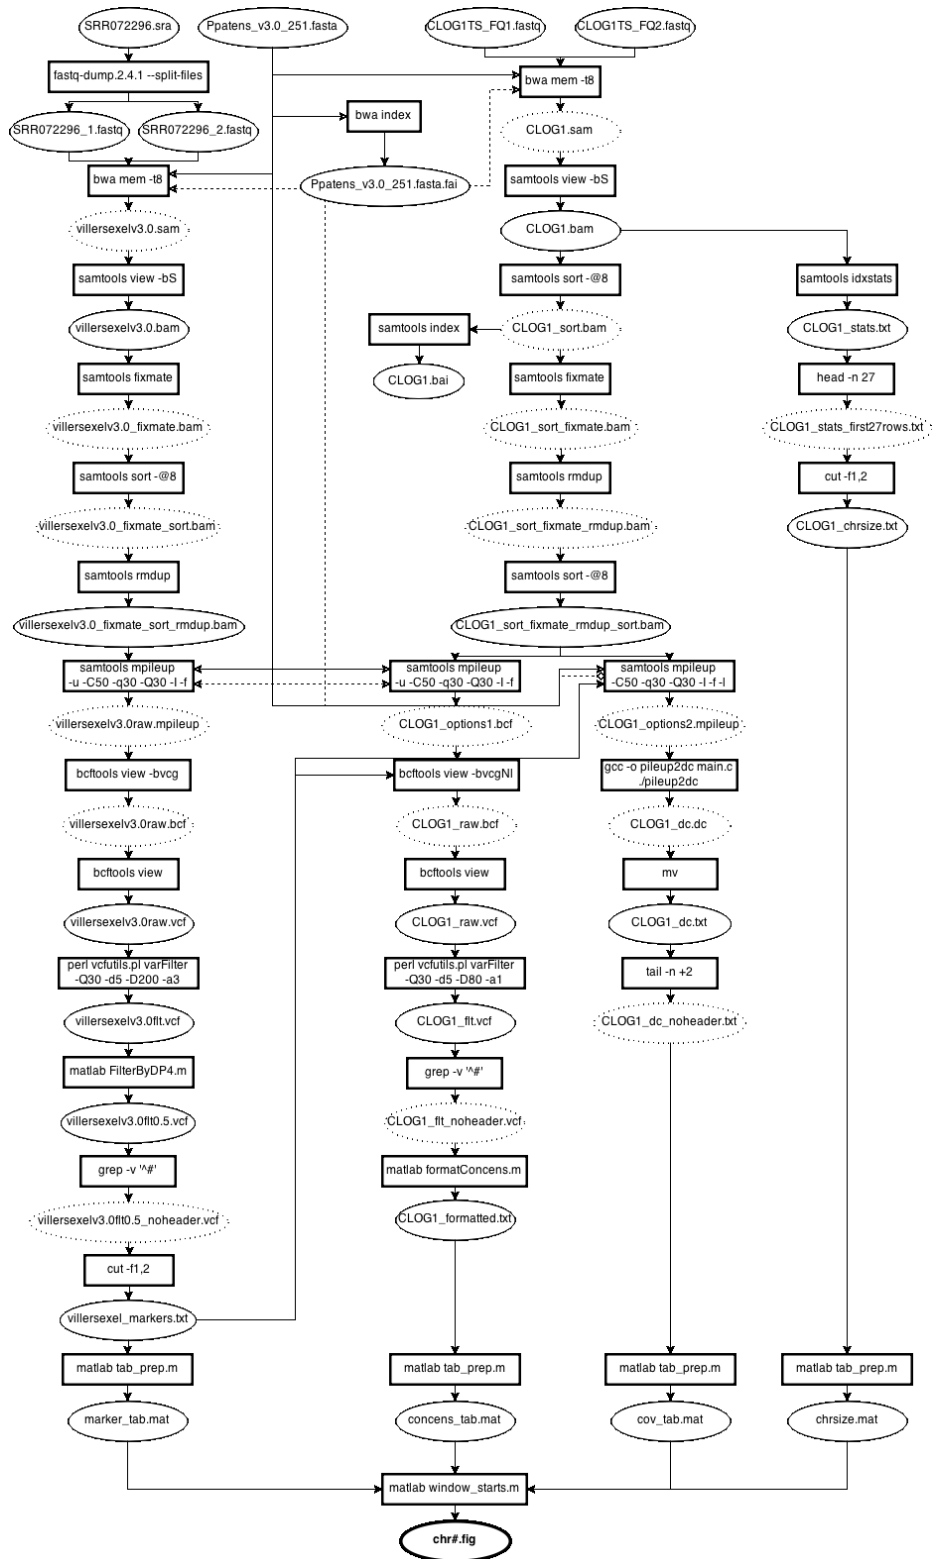 SRR072296.sra
Ppatens_v3.0_251.fasta
CLOG1TS_FQ1.fastq
CLOG1TS_FQ2.fastq
fastq-dump.2.4.1 --split-files
bwa mem -t8
bwa index
SRR072296_1.fastq
SRR072296_2.fastq
CLOG1.sam
bwa mem -t8
Ppatens_v3.0_251.fasta.fai
samtools view -bS
villersexelv3.0.sam
CLOG1.bam
samtools view -bS
samtools sort -@8
samtools idxstats
villersexelv3.0.bam
samtools index
CLOG1_sort.bam
CLOG1_stats.txt
samtools fixmate
CLOG1.bai
samtools fixmate
head -n 27
villersexelv3.0_fixmate.bam
CLOG1_sort_fixmate.bam
CLOG1_stats_first27rows.txt
samtools sort -@8
samtools rmdup
cut -f1,2
villersexelv3.0_fixmate_sort.bam
CLOG1_sort_fixmate_rmdup.bam
CLOG1_chrsize.txt
samtools rmdup
samtools sort -@8
villersexelv3.0_fixmate_sort_rmdup.bam
CLOG1_sort_fixmate_rmdup_sort.bam
samtools mpileup
-u -C50 -q30 -Q30 -I -f
samtools mpileup
-u -C50 -q30 -Q30 -I -f
samtools mpileup
-C50 -q30 -Q30 -I -f -l
villersexelv3.0raw.mpileup
CLOG1_options1.bcf
CLOG1_options2.mpileup
bcftools view -bvcg
bcftools view -bvcgNl
gcc -o pileup2dc main.c
./pileup2dc
villersexelv3.0raw.bcf
CLOG1_raw.bcf
CLOG1_dc.dc
bcftools view
bcftools view
mv
villersexelv3.0raw.vcf
CLOG1_raw.vcf
CLOG1_dc.txt
perl vcfutils.pl varFilter
-Q30 -d5 -D200 -a3
perl vcfutils.pl varFilter
-Q30 -d5 -D80 -a1
tail -n +2
villersexelv3.0flt.vcf
CLOG1_flt.vcf
CLOG1_dc_noheader.txt
matlab FilterByDP4.m
grep -v '^#'
villersexelv3.0flt0.5.vcf
CLOG1_flt_noheader.vcf
grep -v '^#'
matlab formatConcens.m
villersexelv3.0flt0.5_noheader.vcf
CLOG1_formatted.txt
cut -f1,2
villersexel_markers.txt
matlab tab_prep.m
matlab tab_prep.m
matlab tab_prep.m
matlab tab_prep.m
marker_tab.mat
concens_tab.mat
cov_tab.mat
chrsize.mat
matlab window_starts.m
chr#.fig